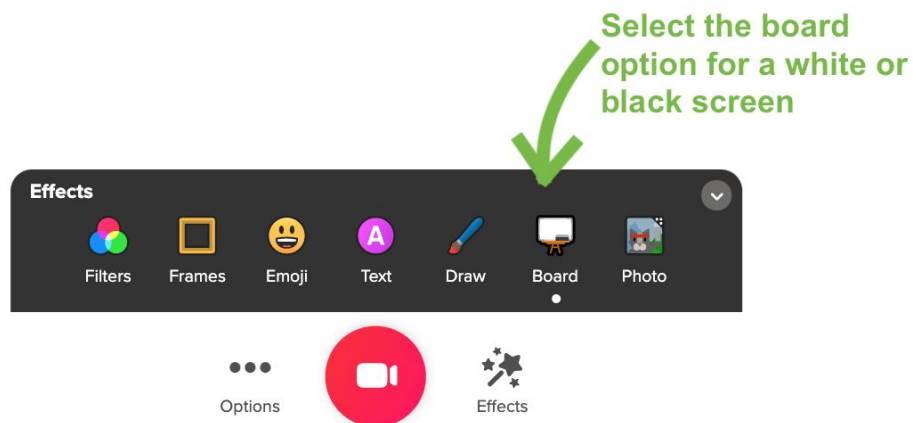 Select the board
option for a white or
black screen
Effects
A
Filters Frames Emoji Text Draw Board Photo
Options Effects